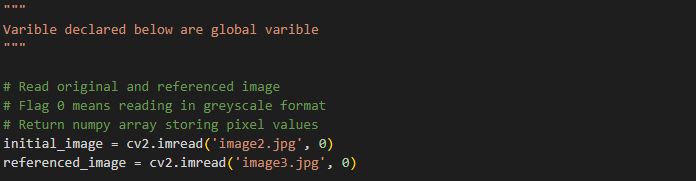 """
Varible declared below are global varible
"""
# Read original and referenced image
# Flag 0 means reading in greyscale format
# Return numpy array storing pixel values
initial_image = cv2.imread('image2.jpg', 0)
referenced_image = cv2.imread('image3.jpg', 0)